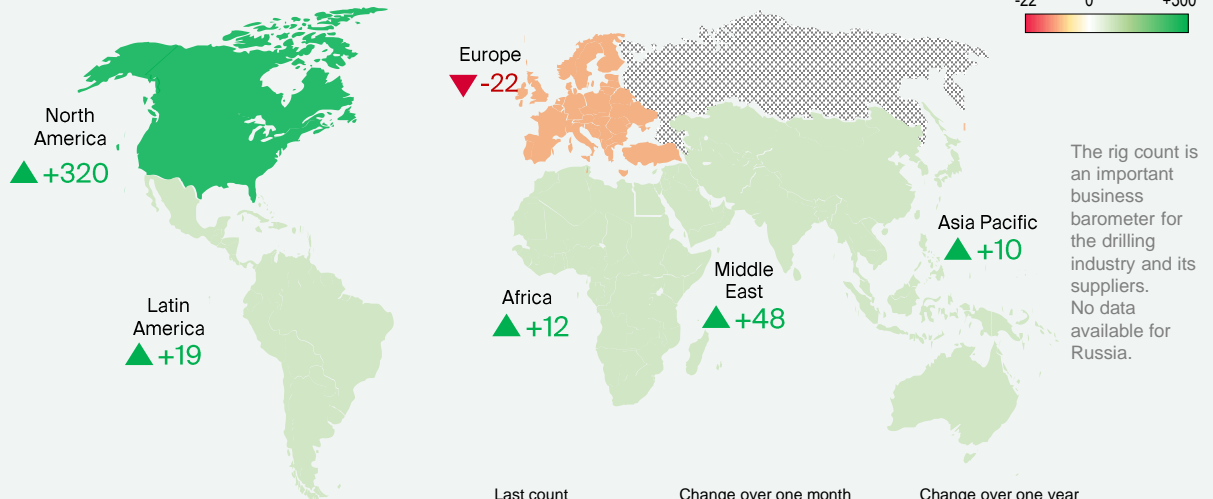 -22 0 +500
Europe
-22
North
America
+320
The rig count is
an important
business
barometer for
the drilling
industry and its
suppliers.
No data
available for
Russia.
Asia Pacific
+10
Middle
East
+48
Africa
+12
Latin
America
+19
Last count Change over one month Change over one year